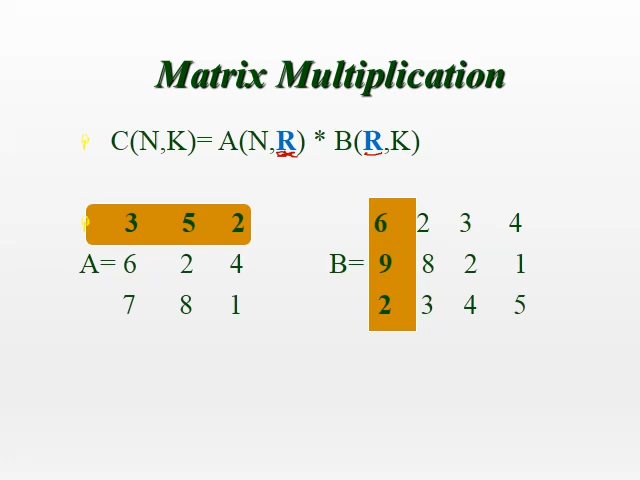 Matrix Multiplication
C(N,K)= A(N,R) * B(R,K)
3 5 2 6 2 3 4
A= 6 2 4 B= 9 8 2 1
7 8 1 2 3 4 5